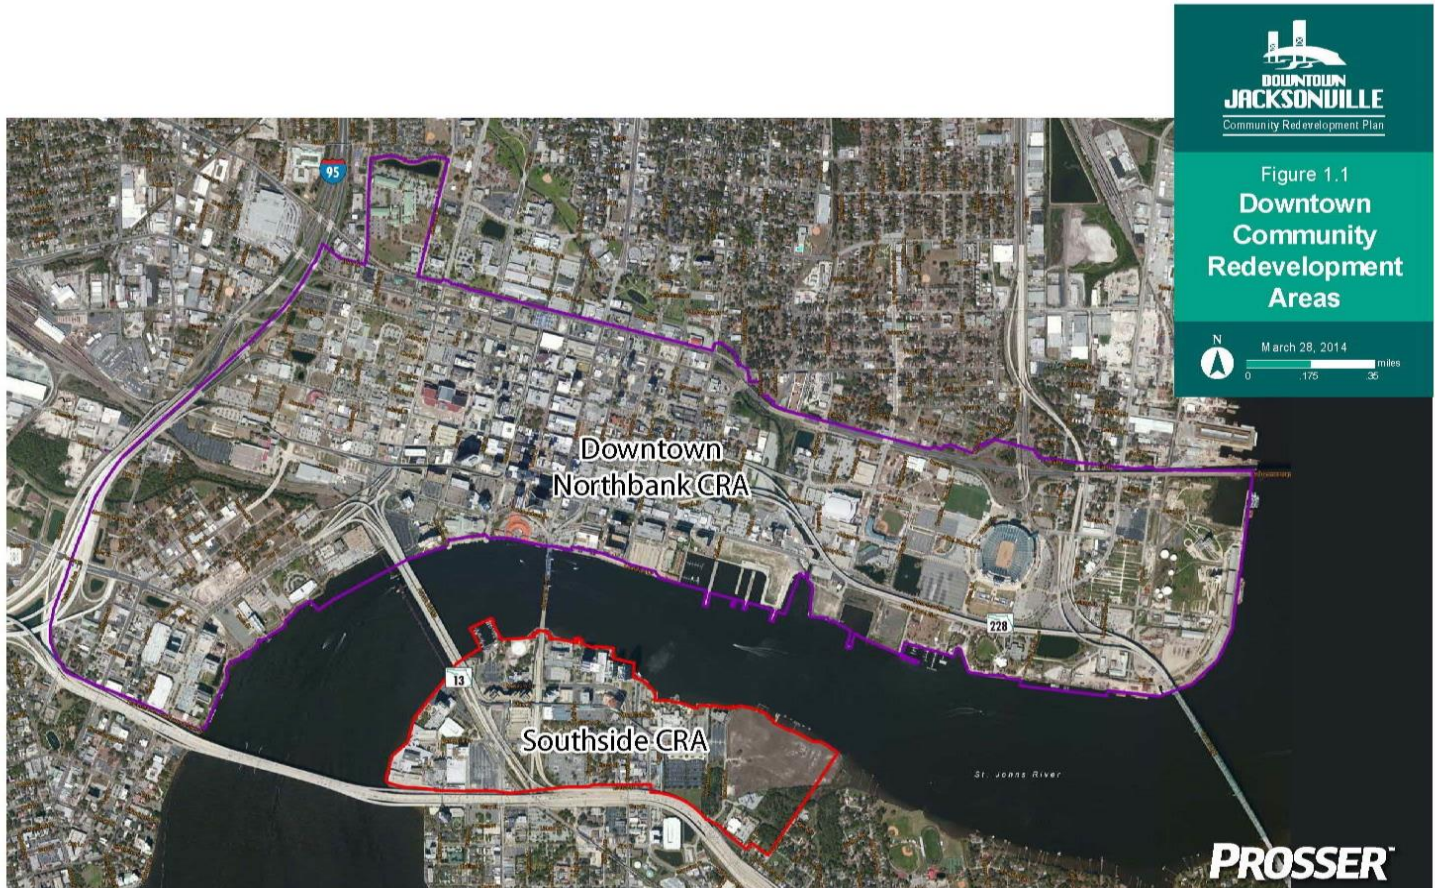 DOWNTOWN
JACKSONVILLE
Community Redevelopment Plan
Figure 1.1
Downtown
Community
Redevelopment
Areas
N
March 28, 2014
miles
0 .175 .35
95
Downtown
Northbank CRA
228
13
Southside CRA
St. Johns River
PROSSER™